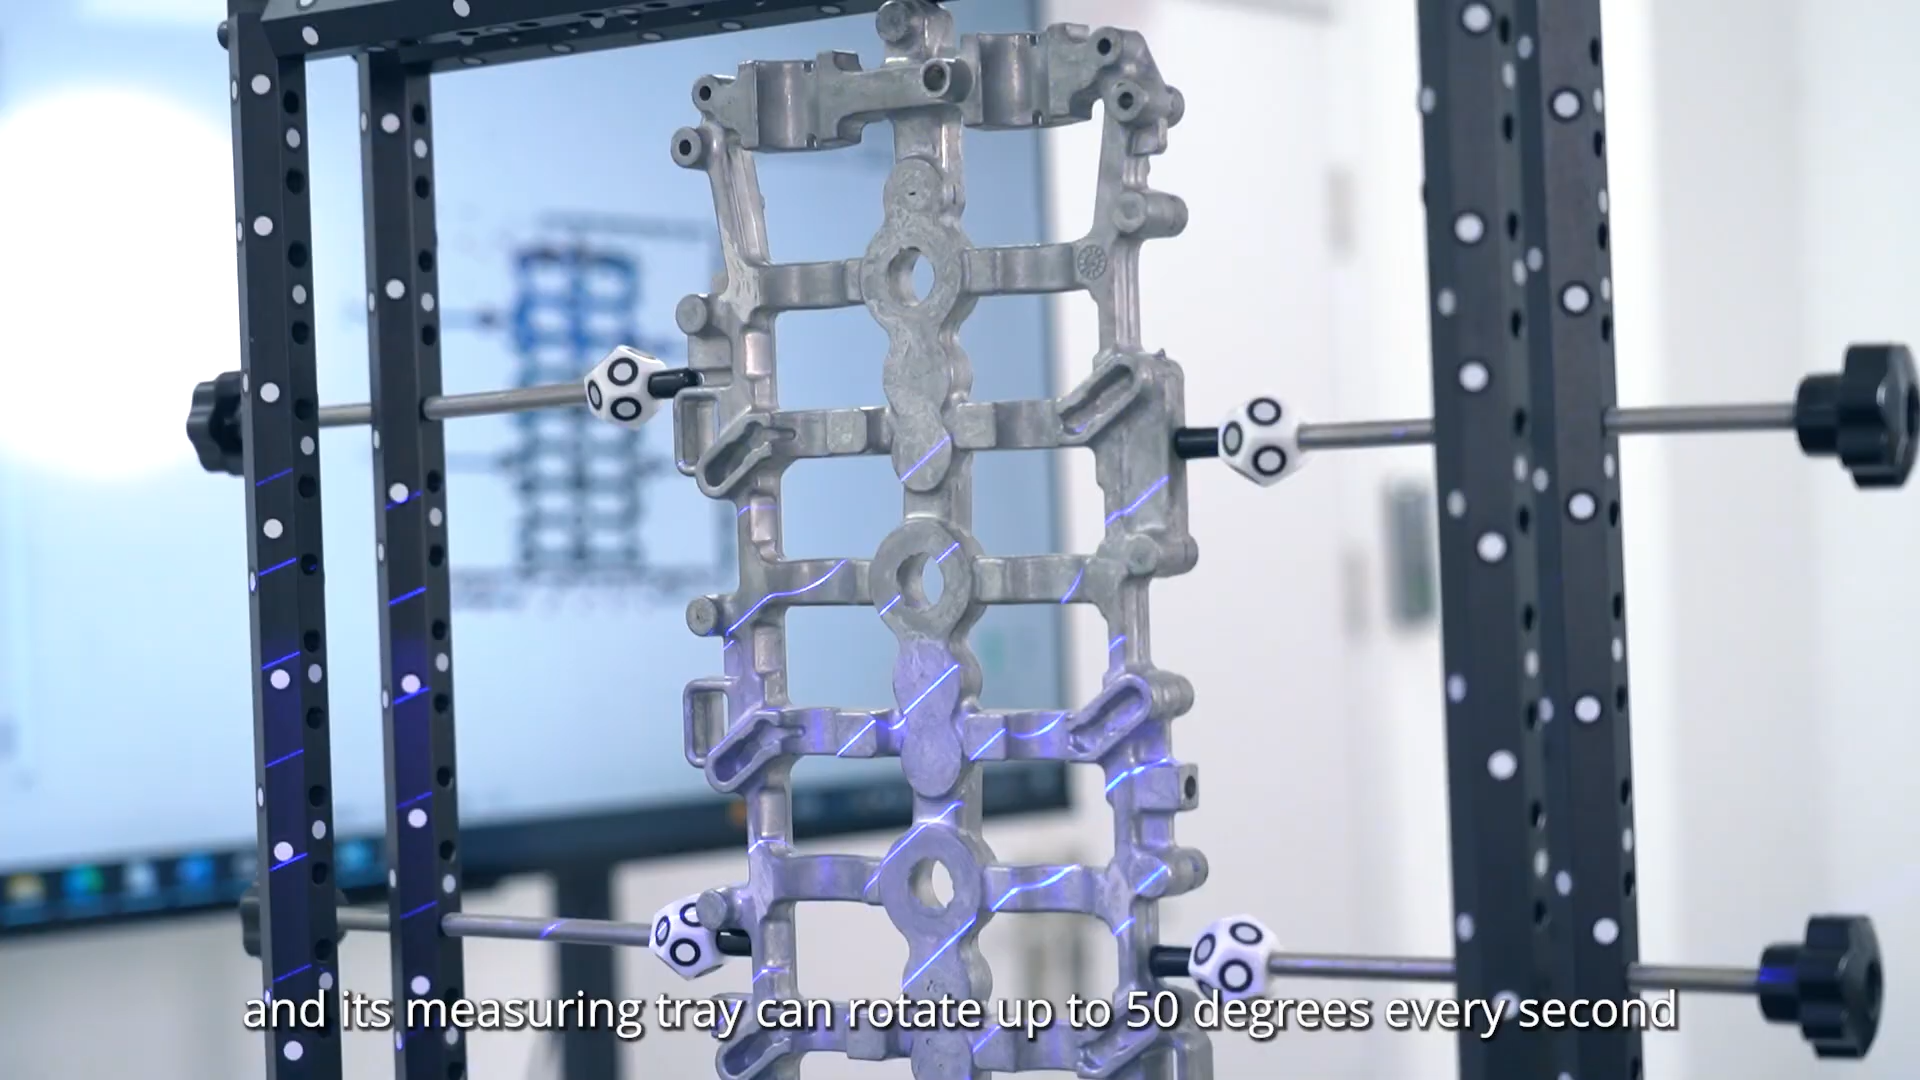 and its measuring tray can rotate up to 50 degrees every second